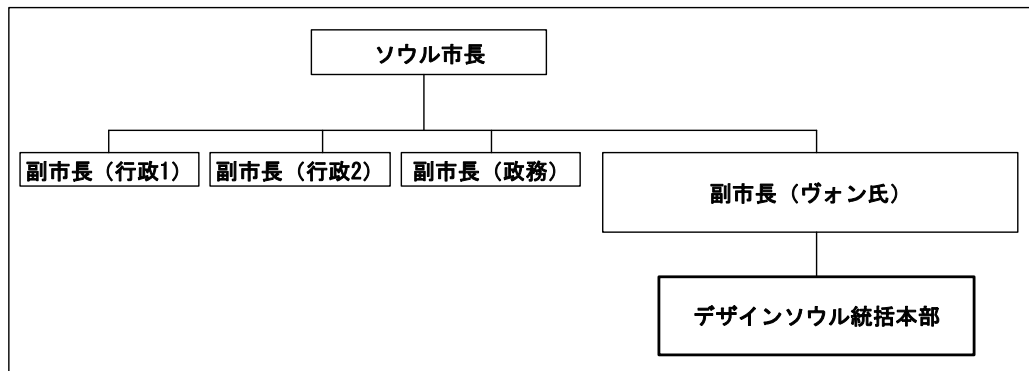 ソウル市長
副市長（行政1）
副市長（行政2）
副市長（政務）
副市長（ヴォン氏）
デザインソウル統括本部